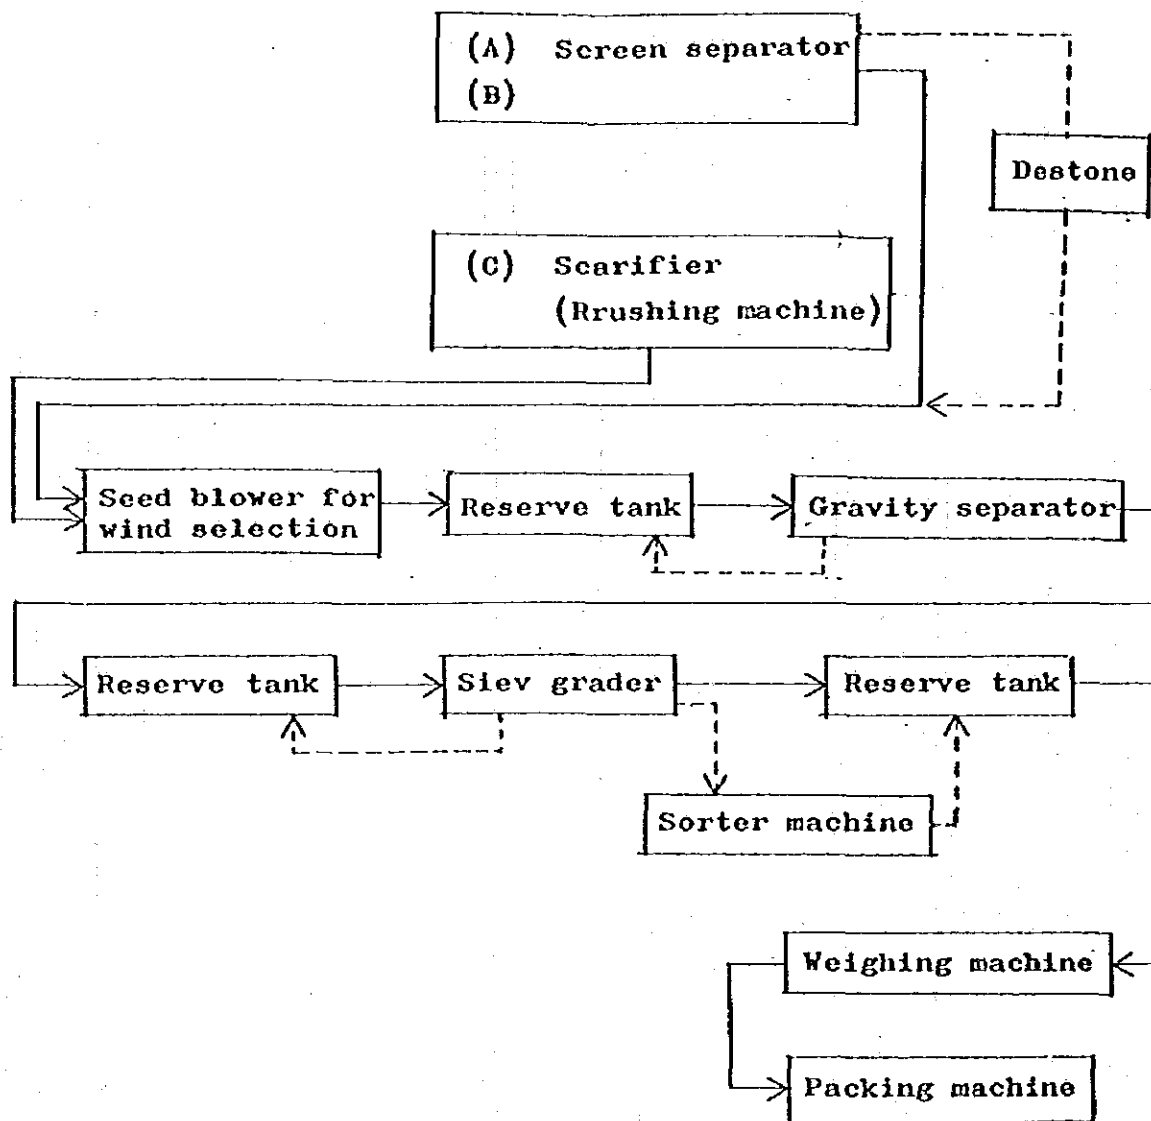 (A) Screen separator
(B)
Destone
(C) Scarifier
(Rrushing machine)
Seed blower for
wind selection
Reserve tank
Gravity separator
Reserve tank
Siev grader
Reserve tank
Sorter machine
Weighing machine
Packing machine